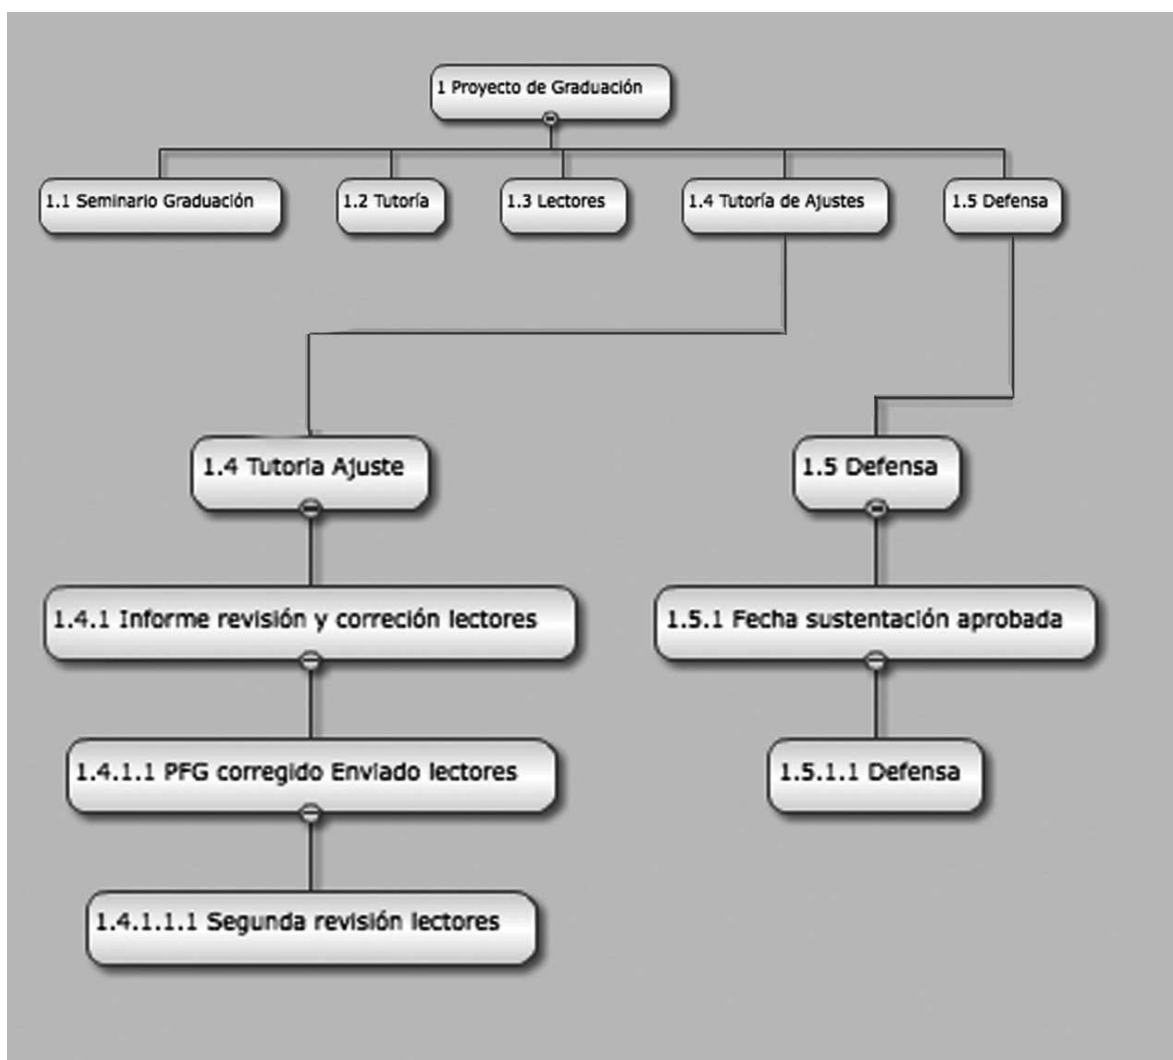 1 Proyecto de Graduación
1.1 Seminario Graduación
1.2 Tutoría
1.3 Lectores
1.4 Tutoría de Ajustes
1.5 Defensa
1.4 Tutoria Ajuste
1.5 Defensa
1.4.1 Informe revisión y correción lectores
1.5.1 Fecha sustentación aprobada
1.4.1.1 PFG corregido Enviado lectores
1.5.1.1 Defensa
1.4.1.1.1 Segunda revisión lectores